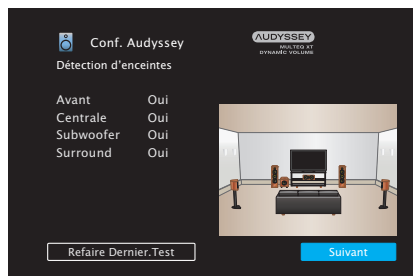 Conf. Audyssey
AUDYSSEY
MULTEQ XT
DYNAMIC VOLUME
Détection d'enceintes
Avant Oui
Centrale Oui
Subwoofer Oui
Surround Oui
Refaire Dernier.Test
Suivant